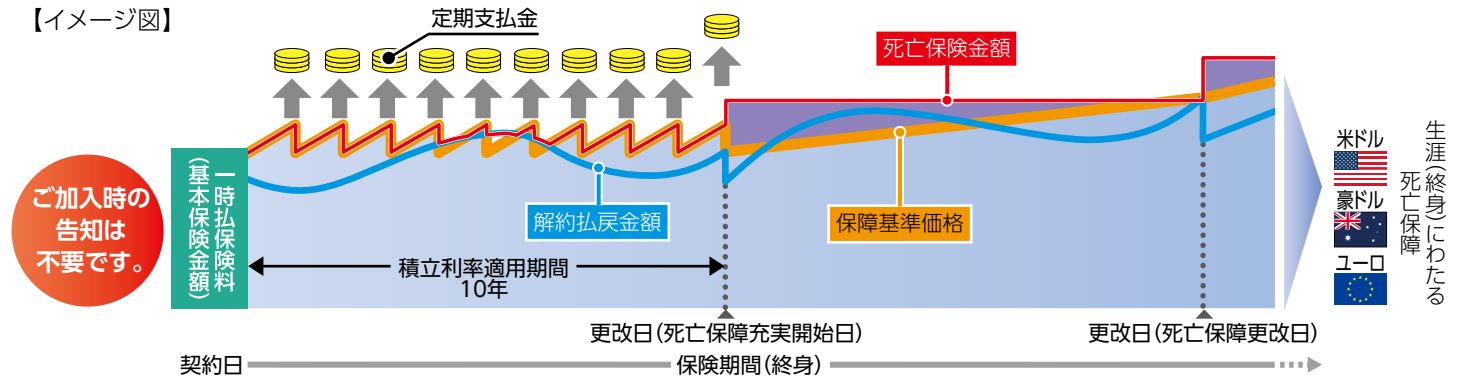 【イメージ図】
定期支払金
死亡保険金額
ご加入時の
告知は
不要です。
一時払保険料
(基本保険金額)
解約払戻金額
保障基準価格
積立利率適用期間
10年
更改日(死亡保障充実開始日)
更改日(死亡保障更改日)
契約日
保険期間(終身)
米ドル
豪ドル
ユーロ
生涯(終身)にわたる
死亡保障